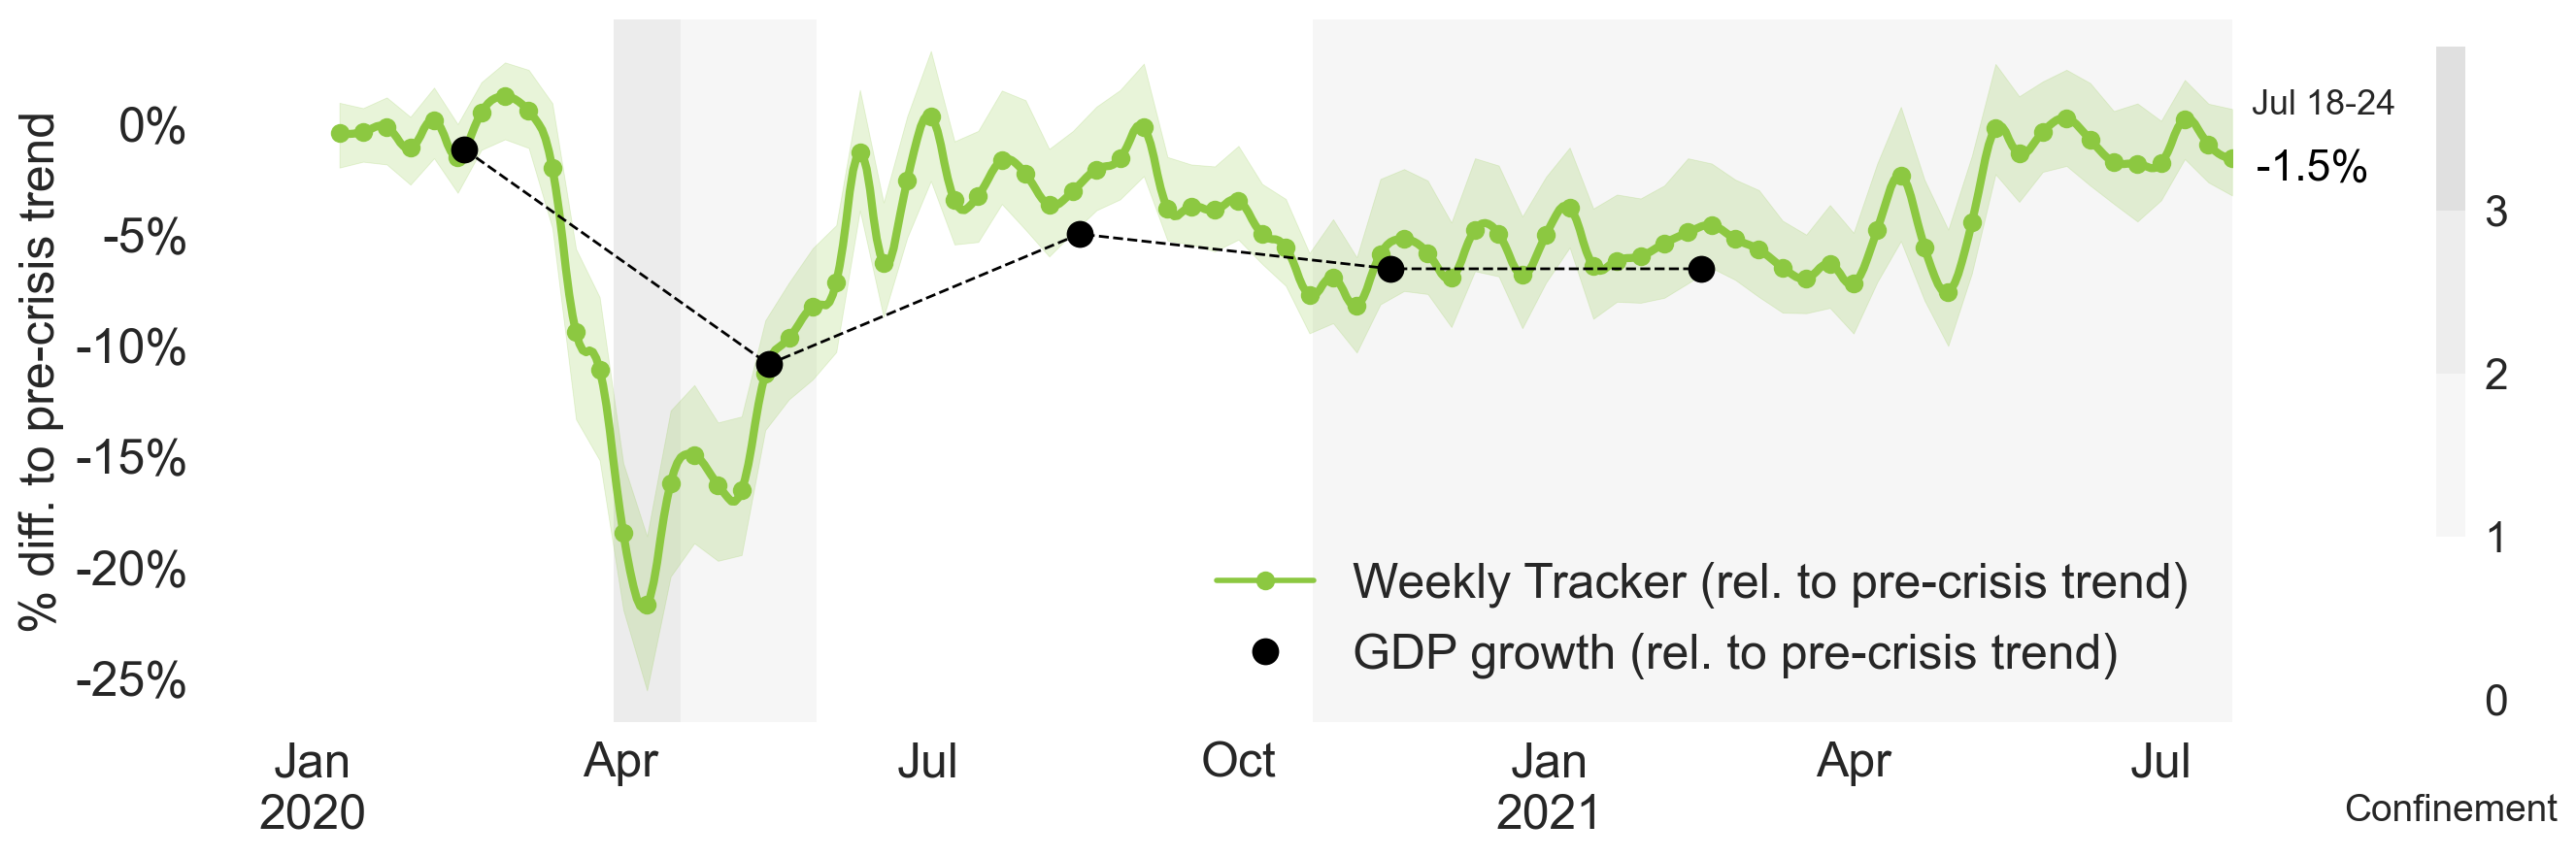 % diff. to pre-crisis trend
0%
-5%
-10%
-15%
-20%
-25%
Jan
2020
Apr
Jul
Oct
Jan
2021
Apr
Jul
Weekly Tracker (rel. to pre-crisis trend)
GDP growth (rel. to pre-crisis trend)
Jul 18-24
-1.5%
3
2
1
0
Confinement